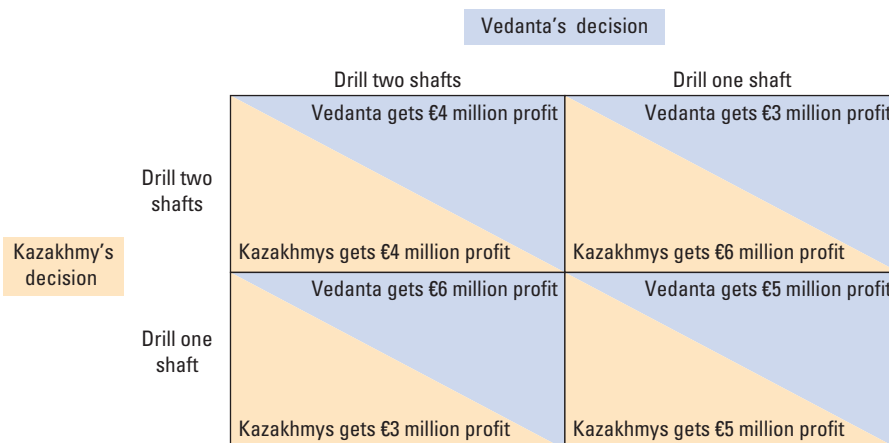 Vedanta's decision
Drill two shafts
Drill one shaft
Vedanta gets €4 million profit
Vedanta gets €3 million profit
Drill two
shafts
Kazakhmys gets €4 million profit
Kazakhmys gets €6 million profit
Kazakhmy's
decision
Vedanta gets €6 million profit
Vedanta gets €5 million profit
Drill one
shaft
Kazakhmys gets €3 million profit
Kazakhmys gets €5 million profit